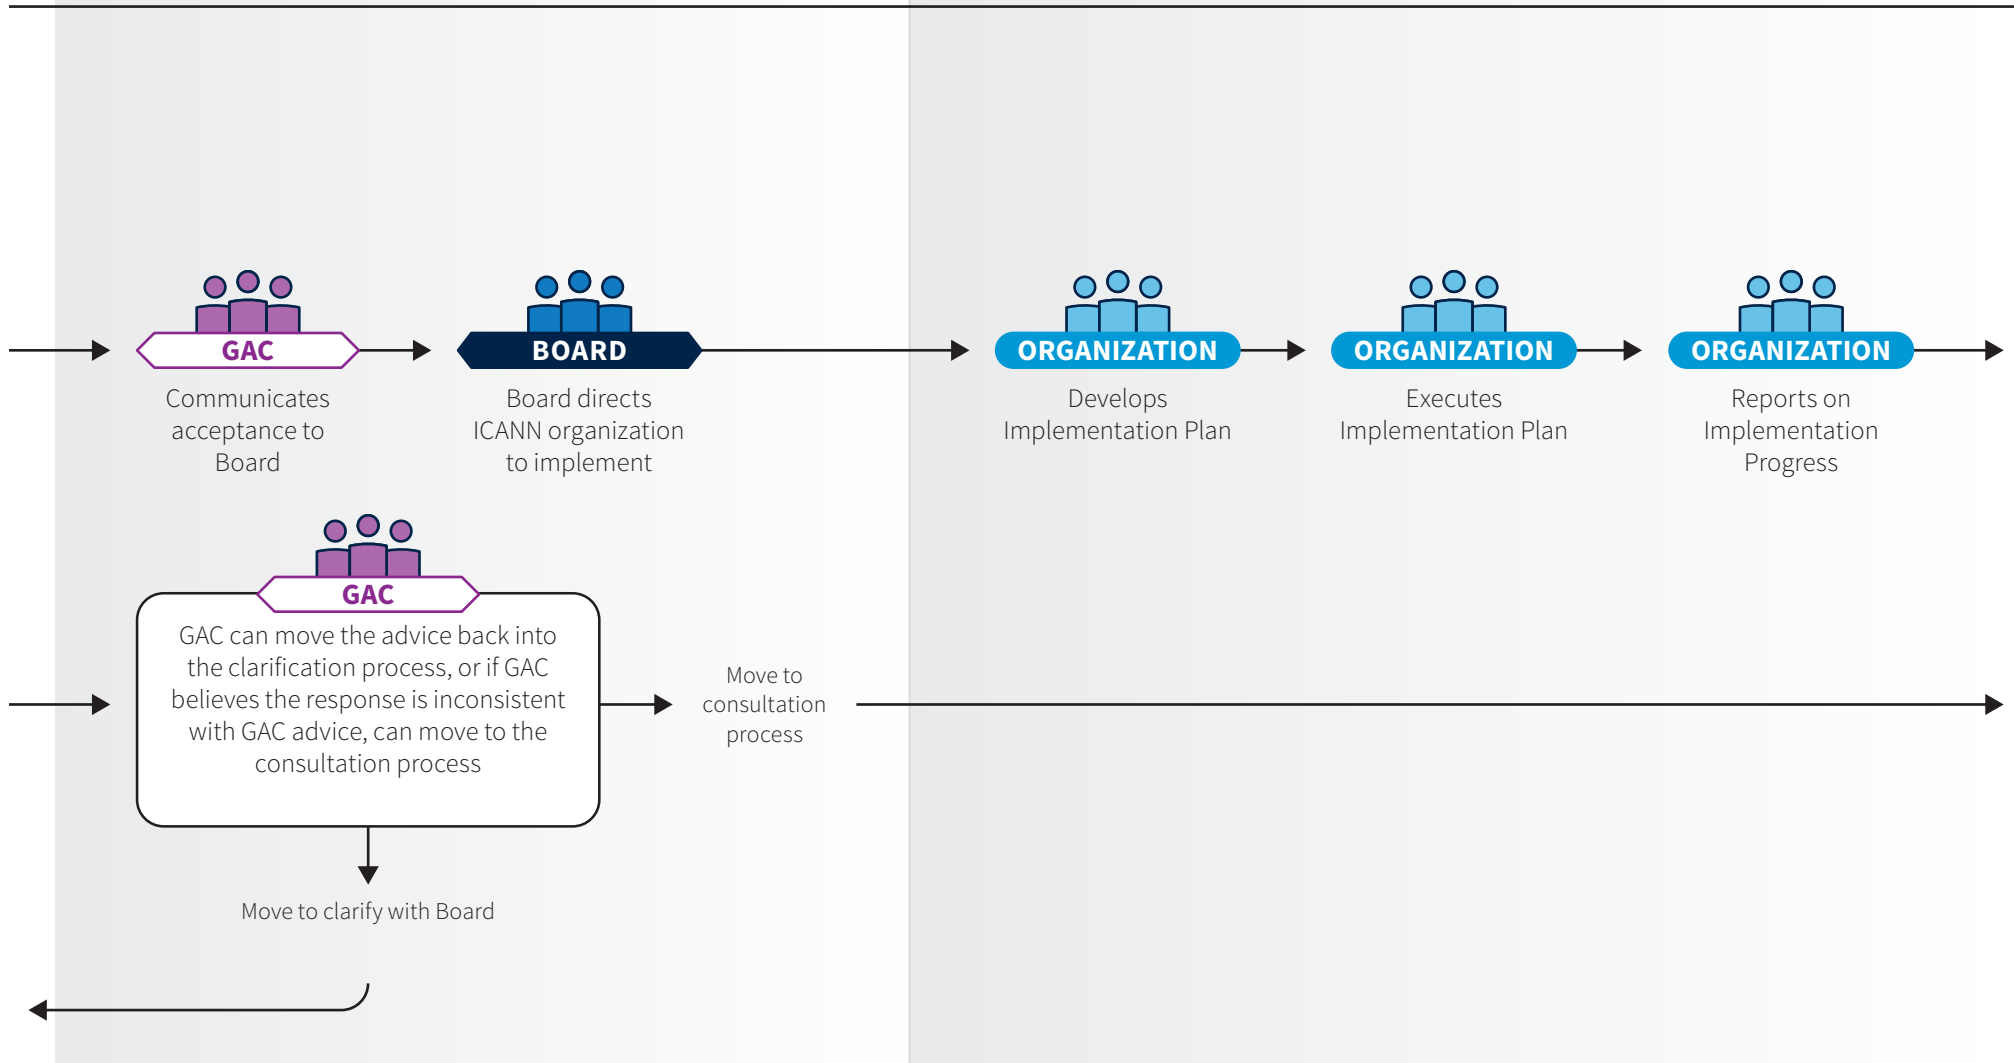 GAC
Communicates
acceptance to
Board
BOARD
Board directs
ICANN organization
to implement
ORGANIZATION
Develops
Implementation Plan
ORGANIZATION
Executes
Implementation Plan
ORGANIZATION
Reports on
Implementation
Progress
GAC
GAC can move the advice back into
the clarification process, or if GAC
believes the response is inconsistent
with GAC advice, can move to the
consultation process
Move to
consultation
process
Move to clarify with Board